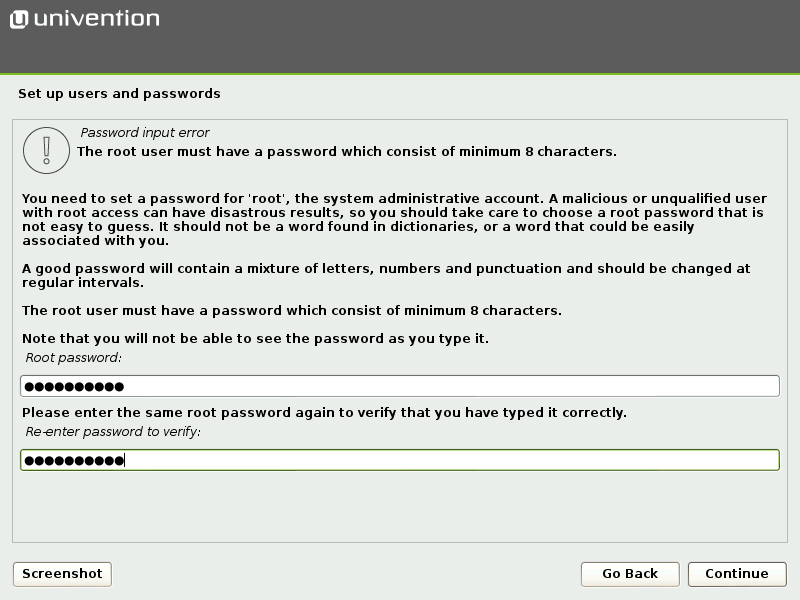 univention
Set up users and passwords
Password input error
The root user must have a password which consist of minimum 8 characters.
You need to set a password for 'root', the system administrative account. A malicious or unqualified user
with root access can have disastrous results, so you should take care to choose a root password that is
not easy to guess. It should not be a word found in dictionaries, or a word that could be easily
associated with you.
A good password will contain a mixture of letters, numbers and punctuation and should be changed at
regular intervals.
The root user must have a password which consist of minimum 8 characters.
Note that you will not be able to see the password as you type it.
Root password:
●●●●●●●●●●
Please enter the same root password again to verify that you have typed it correctly.
Re-enter password to verify:
●●●●●●●●●●
Screenshot Go Back Continue